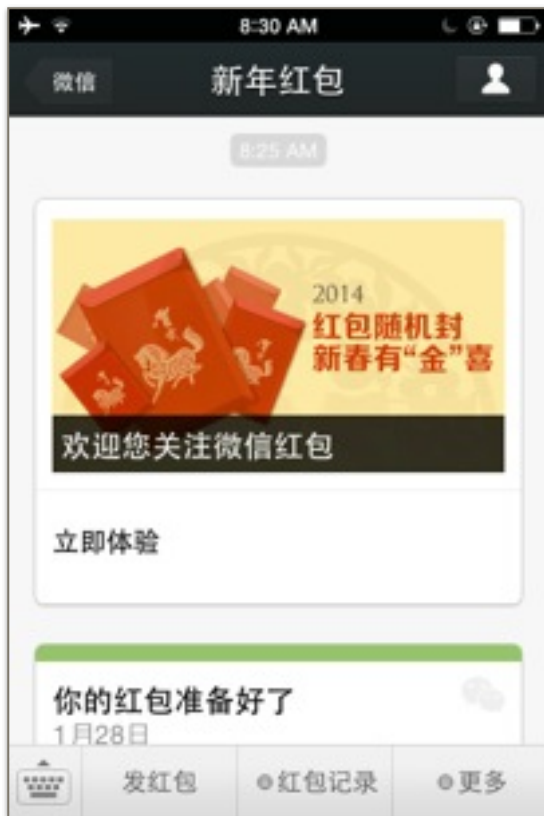 8:30 AM
微信
新年红包
8:25 AM
2014
红包随机封
新春有“金”喜
欢迎您关注微信红包
立即体验
你的红包准备好了
1月28日
发红包
红包记录
更多